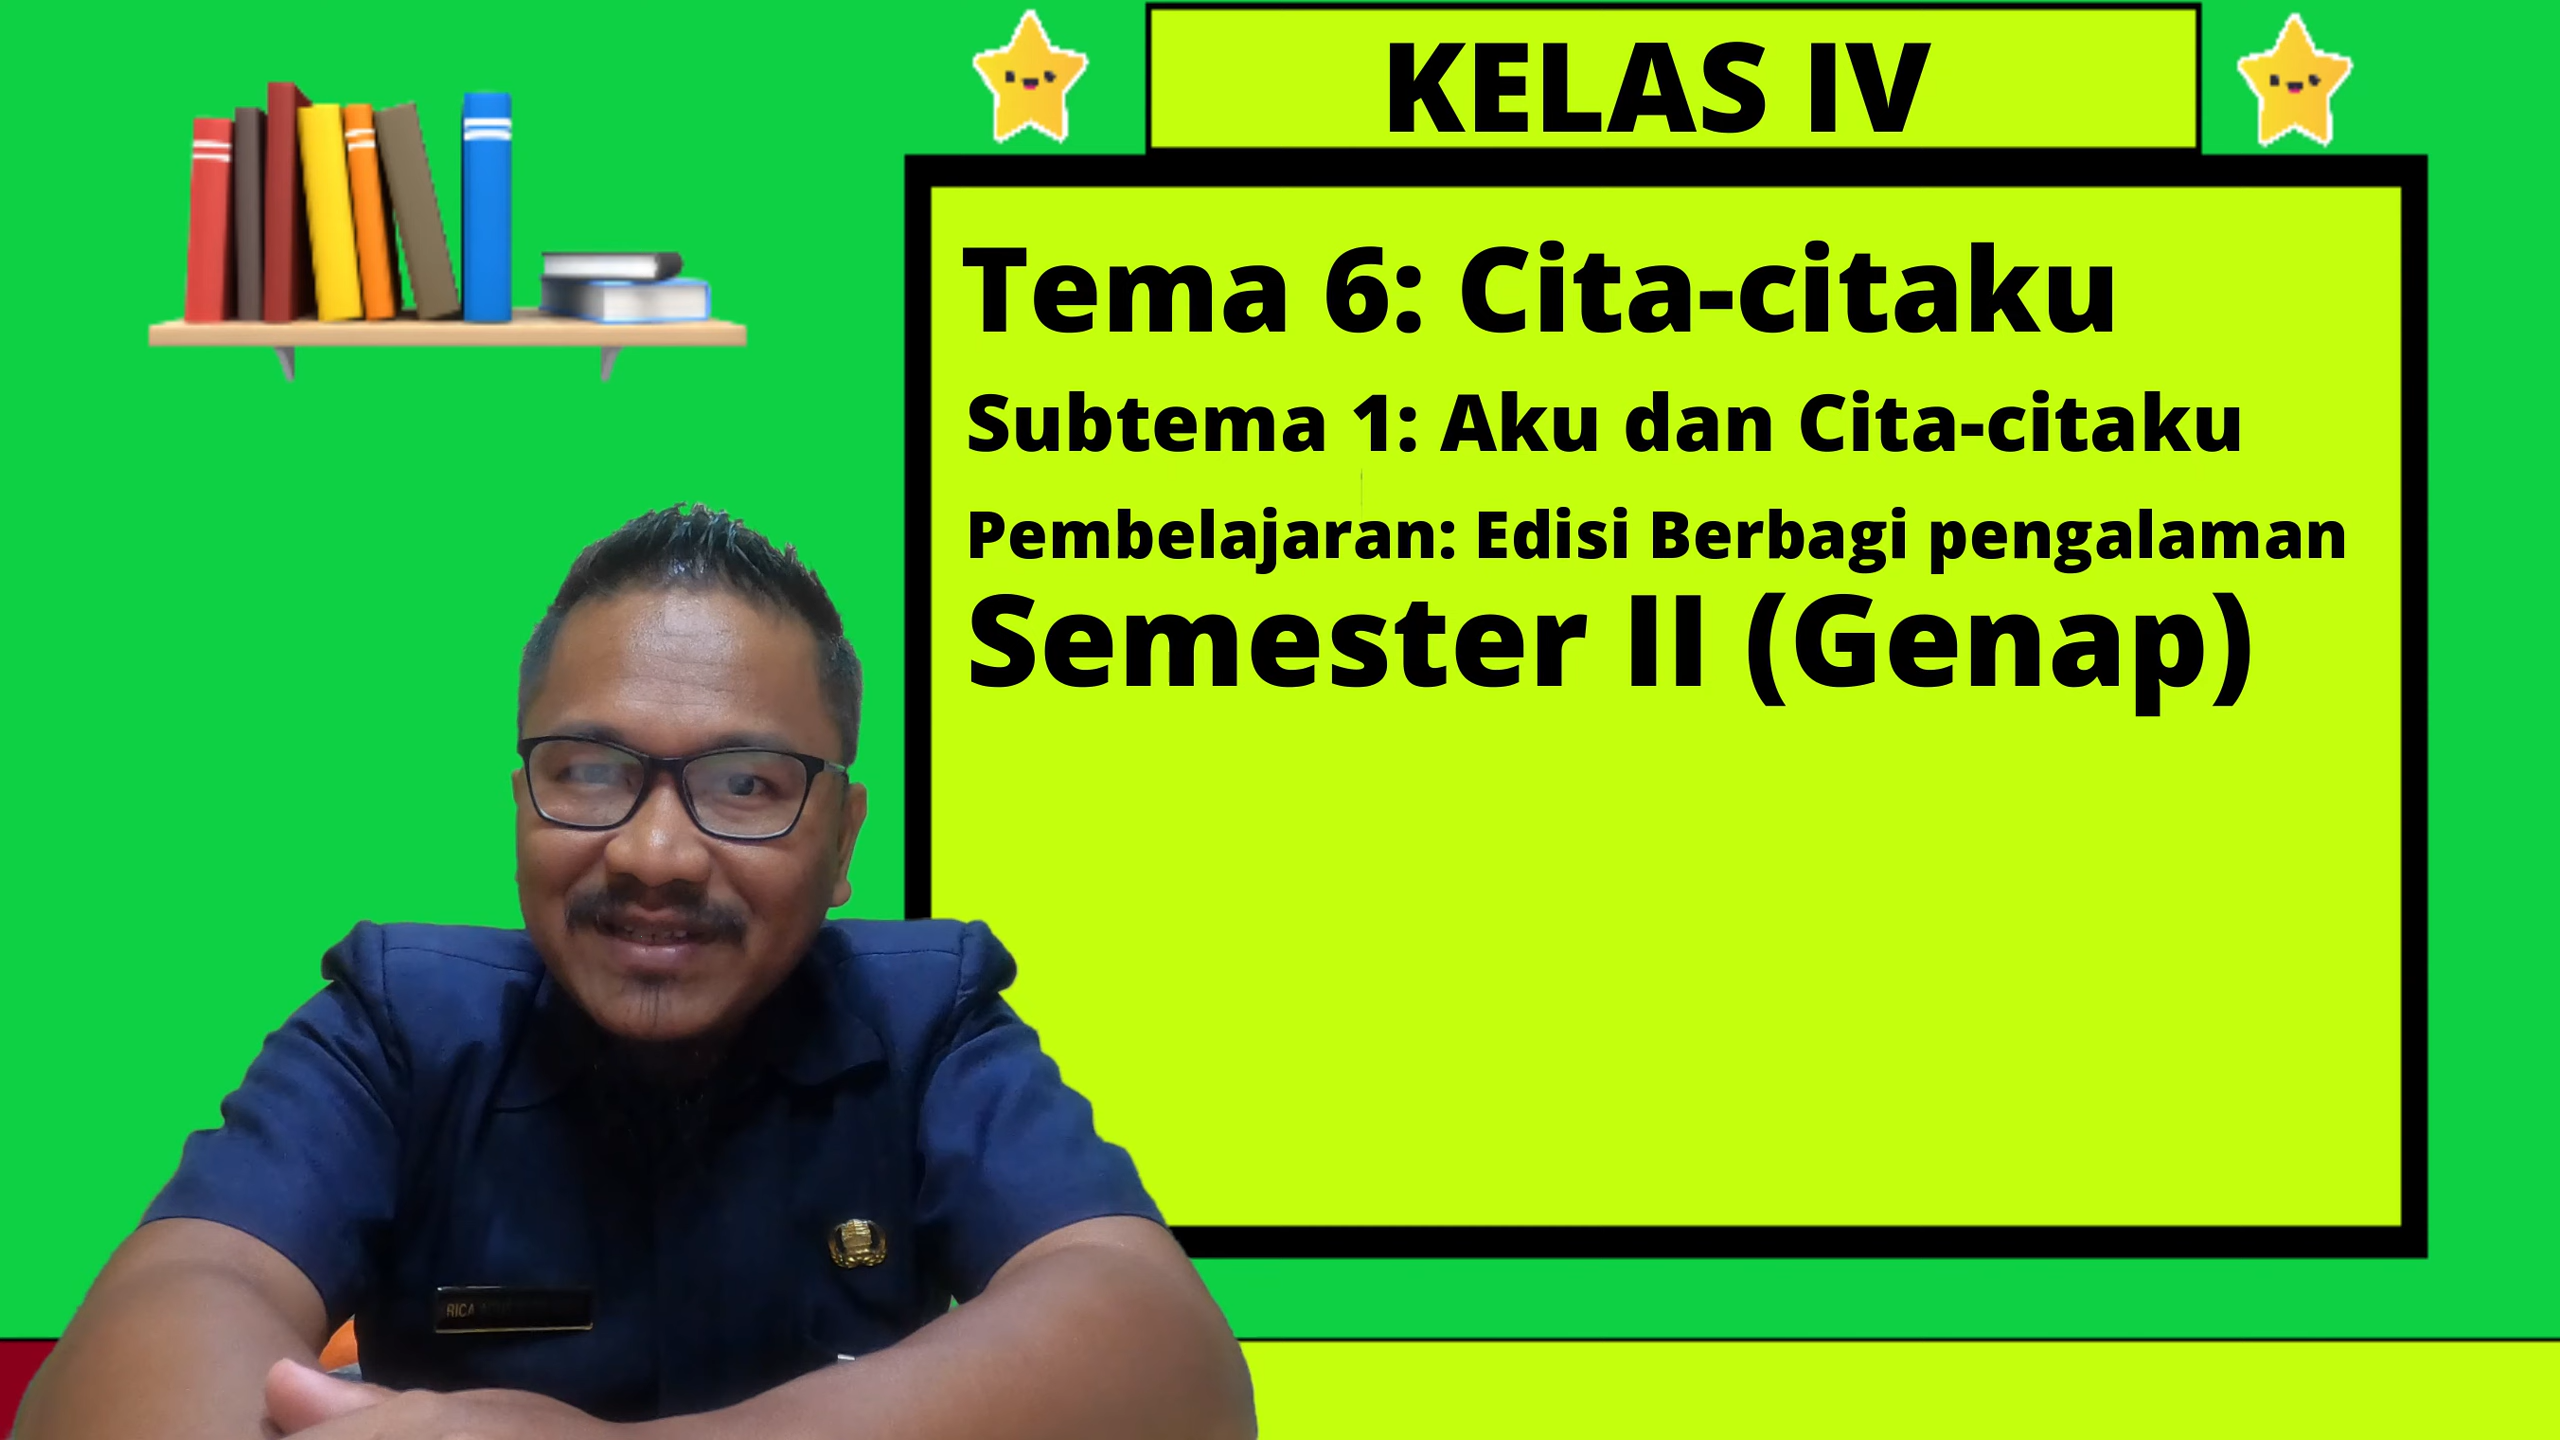 KELAS IV
Tema 6: Cita-citaku
Subtema 1: Aku dan Cita-citaku
Pembelajaran: Edisi Berbagi pengalaman
Semester II (Genap)
RICA